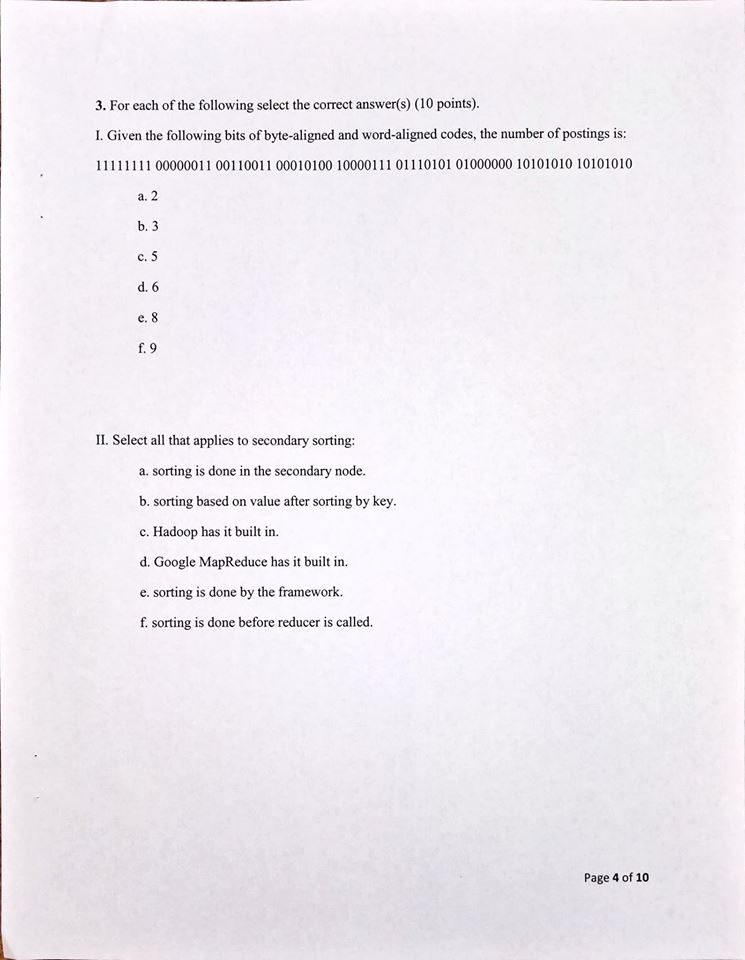 3. For each of the following select the correct answer(s) (10 points).
I. Given the following bits of byte-aligned and word-aligned codes, the number of postings is:
11111111 00000011 00110011 00010100 10000111 01110101 01000000 10101010 10101010
a. 2
b. 3
c. 5
d. 6
e. 8
f. 9
II. Select all that applies to secondary sorting:
a. sorting is done in the secondary node.
b. sorting based on value after sorting by key.
c. Hadoop has it built in.
d. Google MapReduce has it built in.
e. sorting is done by the framework.
f. sorting is done before reducer is called.
Page 4 of 10